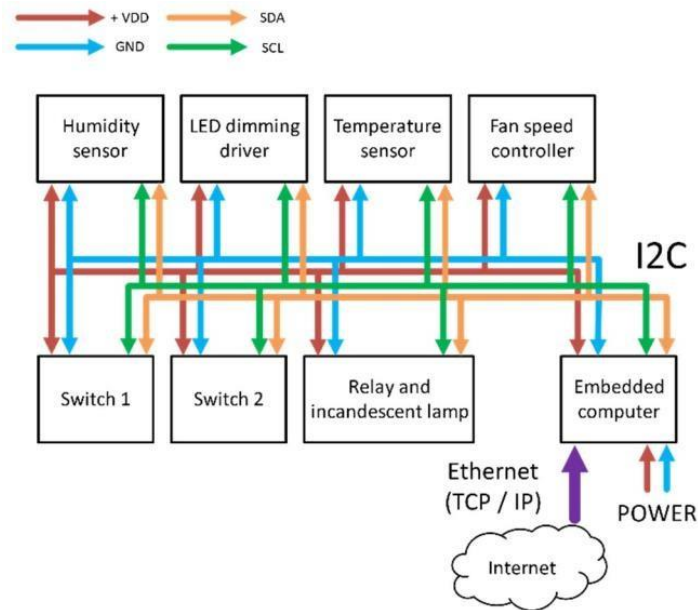 + VDD
SDA
GND
SCL
Humidity
sensor
LED dimming
driver
Temperature
sensor
Fan speed
controller
I2C
Switch 1
Switch 2
Relay and
incandescent lamp
Embedded
computer
Ethernet
(TCP / IP)
POWER
Internet